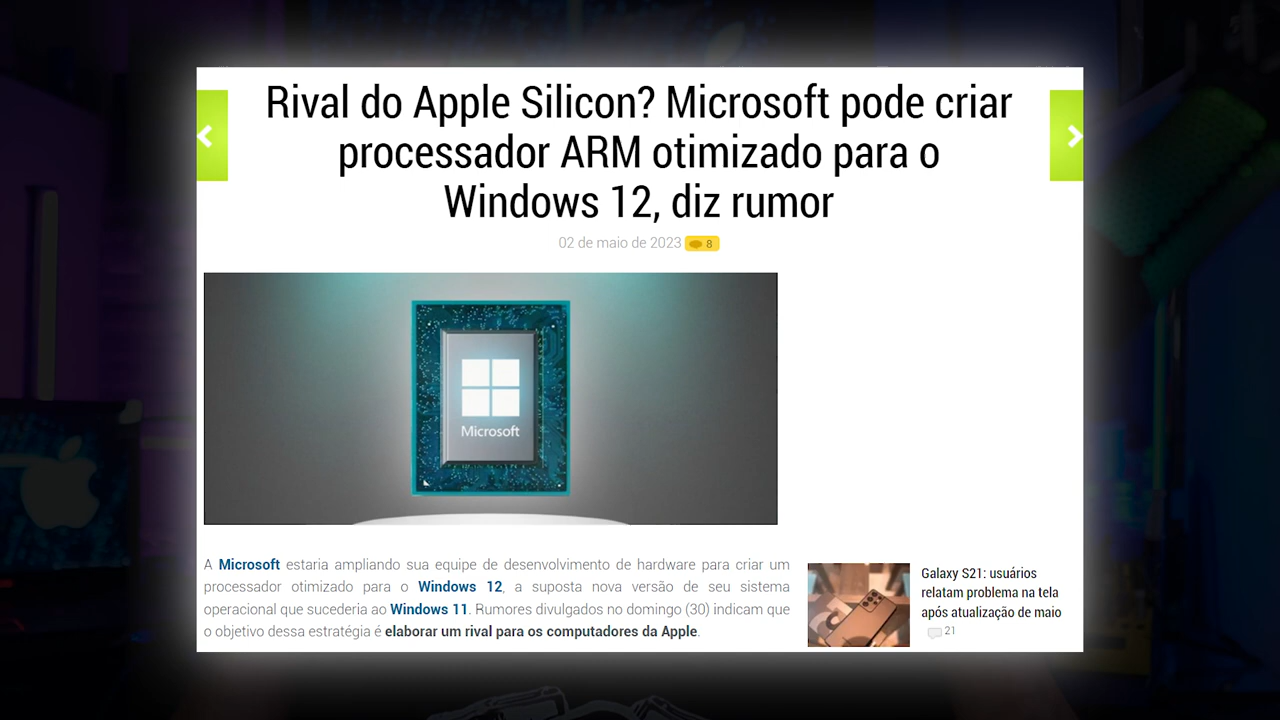 Rival do Apple Silicon? Microsoft pode criar
processador ARM otimizado para o
Windows 12, diz rumor
02 de maio de 2023 8
Microsoft
A Microsoft estaria ampliando sua equipe de desenvolvimento de hardware para criar um
processador otimizado para o Windows 12, a suposta nova versão de seu sistema
operacional que sucederia ao Windows 11. Rumores divulgados no domingo (30) indicam que
o objetivo dessa estratégia é elaborar um rival para os computadores da Apple.
Galaxy S21: usuários
relatam problema na tela
após atualização de maio
21